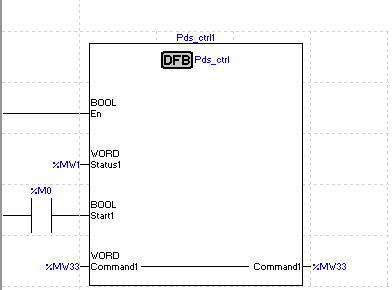 Pds_ctrl1
DFB Pds_ctrl
BOOL
En
WORD
%MW1 Status1
%M0
BOOL
Start1
WORD
%MW33 Command1 Command1 %MW33